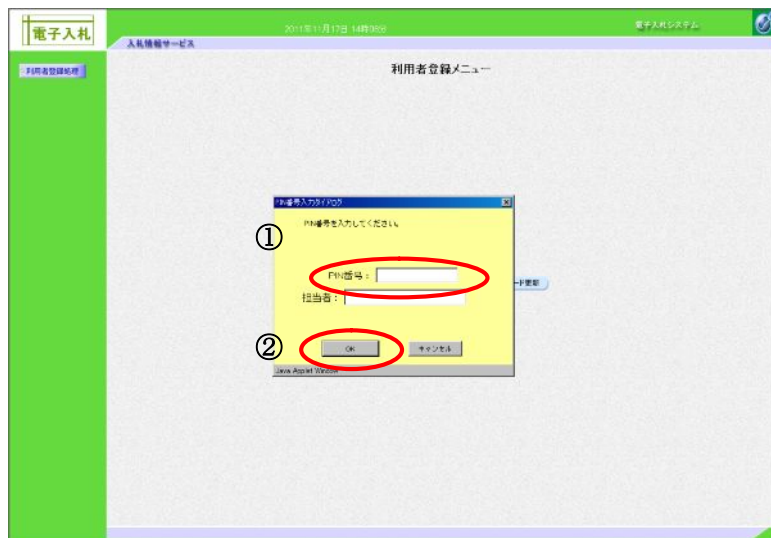 電子入札
2011年11月17日 14時08分
電子入札システム
入札情報サービス
利用者登録処理
利用者登録メニュー
PIN番号入力ダイアログ
PIN番号を入力してください。
①
PIN番号：
ード更新
担当者：
②
OK
キャンセル
Java Applet Window